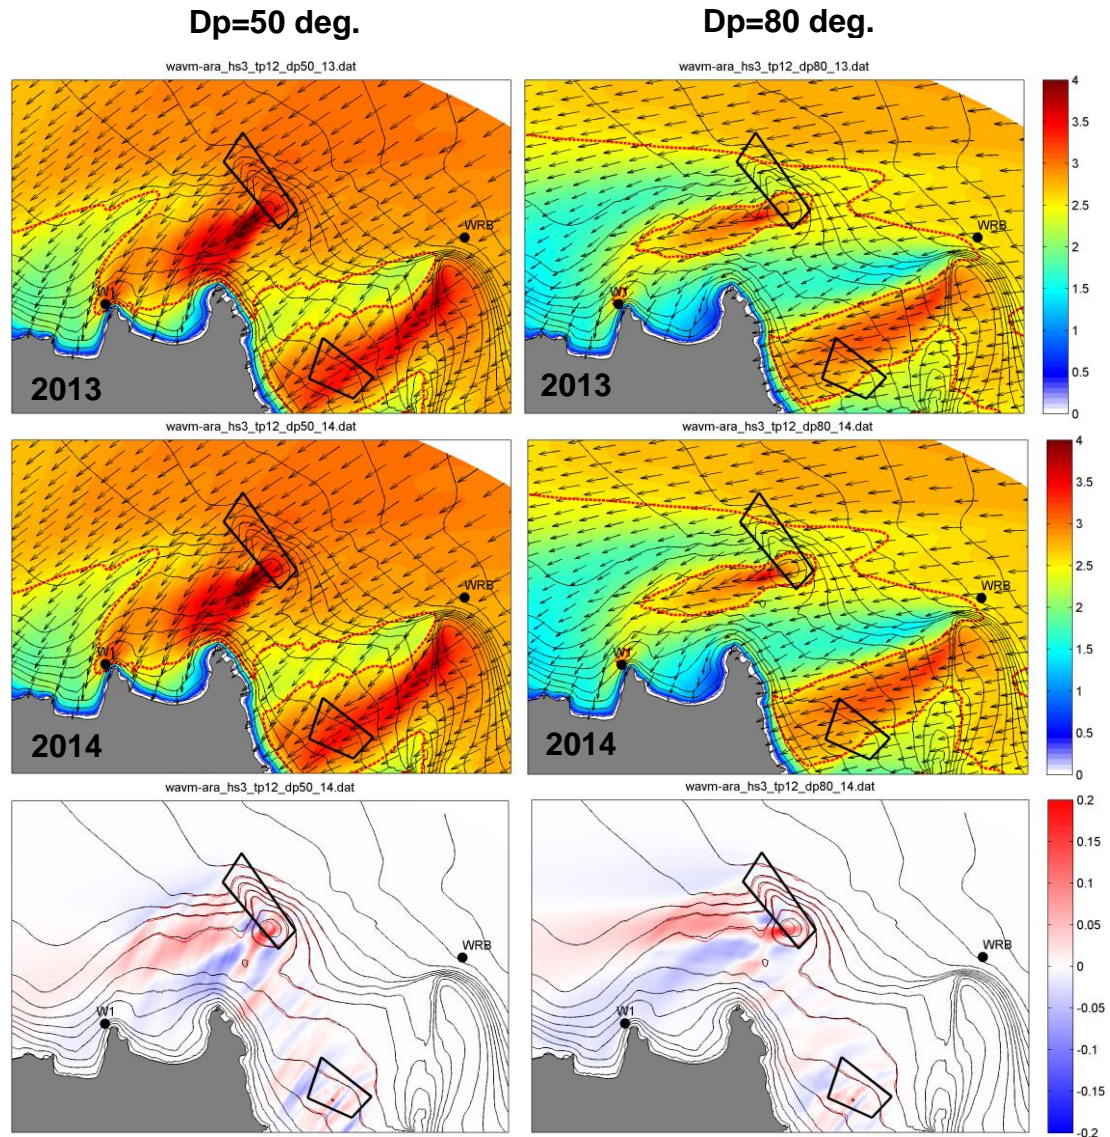 Dp=50 deg.
Dp=80 deg.
wavm-ara_hs3_tp12_dp50_13.dat
wavm-ara_hs3_tp12_dp80_13.dat
4
3.5
3
2.5
2
1.5
1
0.5
0
WRB
WRB
W1
W1
2013
2013
wavm-ara_hs3_tp12_dp50_14.dat
wavm-ara_hs3_tp12_dp80_14.dat
4
3.5
3
2.5
2
1.5
1
0.5
0
WRB
WRB
W1
W1
2014
2014
wavm-ara_hs3_tp12_dp50_14.dat
wavm-ara_hs3_tp12_dp80_14.dat
0.2
0.15
0.1
0.05
0
-0.05
-0.1
-0.15
-0.2
WRB
WRB
W1
W1